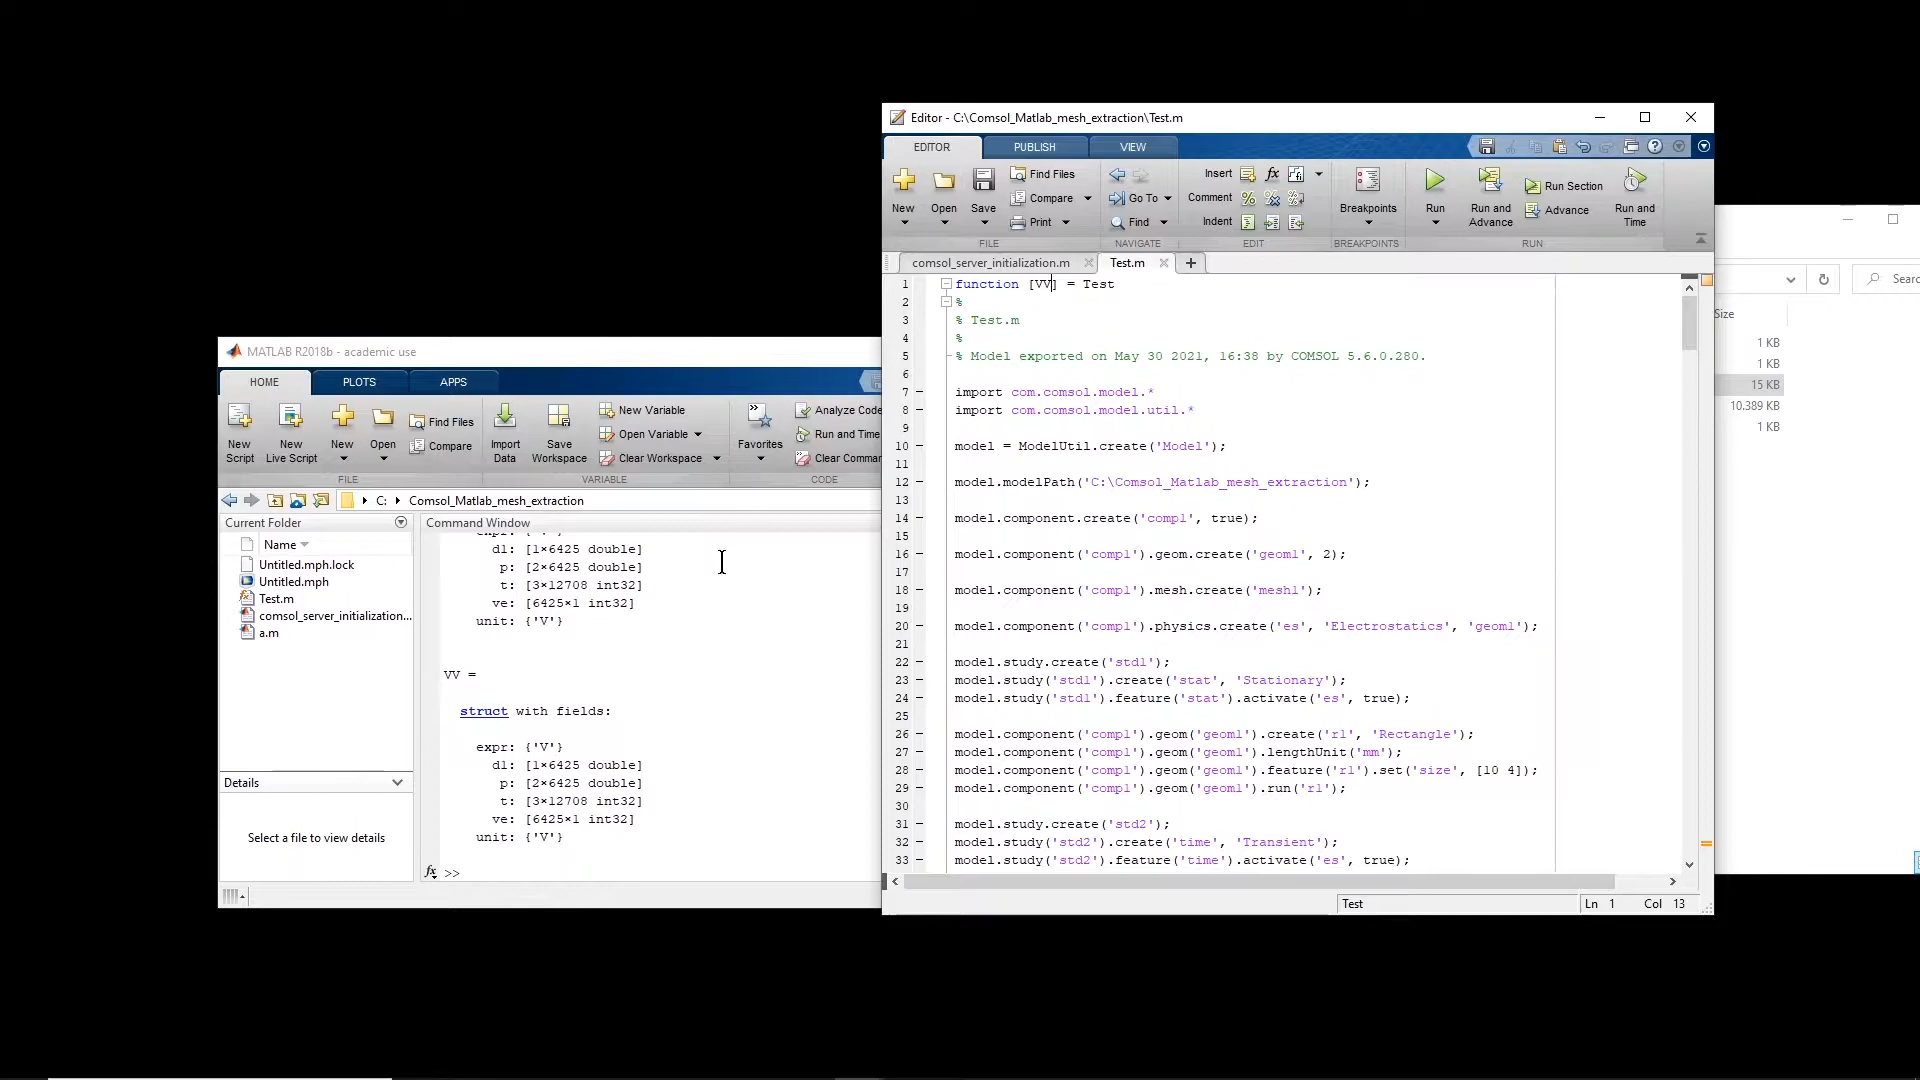 Editor - C:\Comsol_Matlab_mesh_extraction\Test.m
EDITOR PUBLISH VIEW
New Open Save Find Files Compare Print Go To Find Insert fx Comment Indent Breakpoints Run Run and Advance Run Section Advance Run and Time
FILE NAVIGATE EDIT BREAKPOINTS RUN
comsol_server_initialization.m Test.m
1 function [VV] = Test
2 %
3 % Test.m
4 %
5 % Model exported on May 30 2021, 16:38 by COMSOL 5.6.0.280.
6
7 import com.comsol.model.*
8 import com.comsol.model.util.*
9
10 model = ModelUtil.create('Model');
11
12 model.modelPath('C:\Comsol_Matlab_mesh_extraction');
13
14 model.component.create('comp1', true);
15
16 model.component('comp1').geom.create('geom1', 2);
17
18 model.component('comp1').mesh.create('mesh1');
19
20 model.component('comp1').physics.create('es', 'Electrostatics', 'geom1');
21
22 model.study.create('std1');
23 model.study('std1').create('stat', 'Stationary');
24 model.study('std1').feature('stat').activate('es', true);
25
26 model.component('comp1').geom('geom1').create('r1', 'Rectangle');
27 model.component('comp1').geom('geom1').lengthUnit('mm');
28 model.component('comp1').geom('geom1').feature('r1').set('size', [10 4]);
29 model.component('comp1').geom('geom1').run('r1');
30
31 model.study.create('std2');
32 model.study('std2').create('time', 'Transient');
33 model.study('std2').feature('time').activate('es', true);
Test Ln 1 Col 13
MATLAB R2018b - academic use
HOME PLOTS APPS
New Script New Live Script New Open Find Files Compare Import Data Save Workspace New Variable Open Variable Clear Workspace Favorites Analyze Code Run and Time Clear Comman
FILE VARIABLE CODE
C: Comsol_Matlab_mesh_extraction
Current Folder
Name
Untitled.mph.lock
Untitled.mph
Test.m
comsol_server_initialization...
a.m
Details
Select a file to view details
Command Window
d1: [1×6425 double]
p: [2×6425 double]
t: [3×12708 int32]
ve: [6425×1 int32]
unit: {'V'}
VV =
struct with fields:
expr: {'V'}
d1: [1×6425 double]
p: [2×6425 double]
t: [3×12708 int32]
ve: [6425×1 int32]
unit: {'V'}
fx >>
Searc
Size
1 KB
1 KB
15 KB
10.389 KB
1 KB